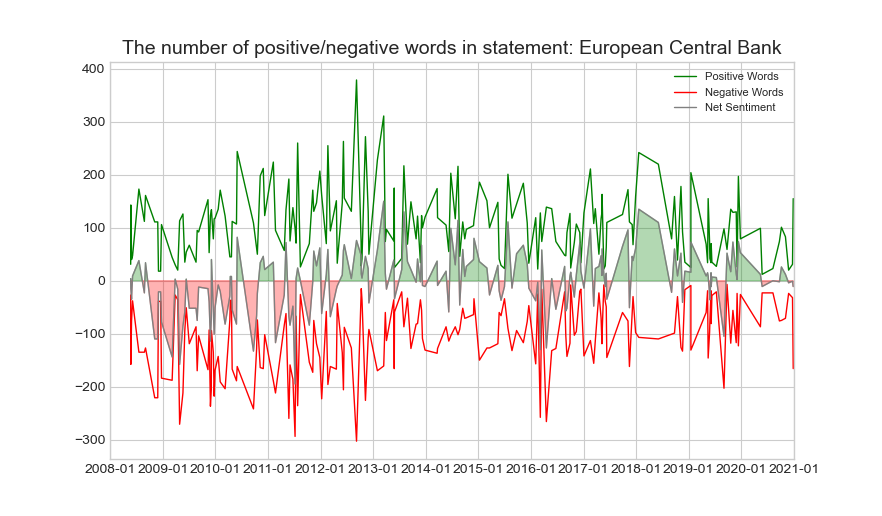 The number of positive/negative words in statement: European Central Bank
400
300
200
100
0
−100
−200
−300
Positive Words
Negative Words
Net Sentiment
2008-01 2009-01 2010-01 2011-01 2012-01 2013-01 2014-01 2015-01 2016-01 2017-01 2018-01 2019-01 2020-01 2021-01